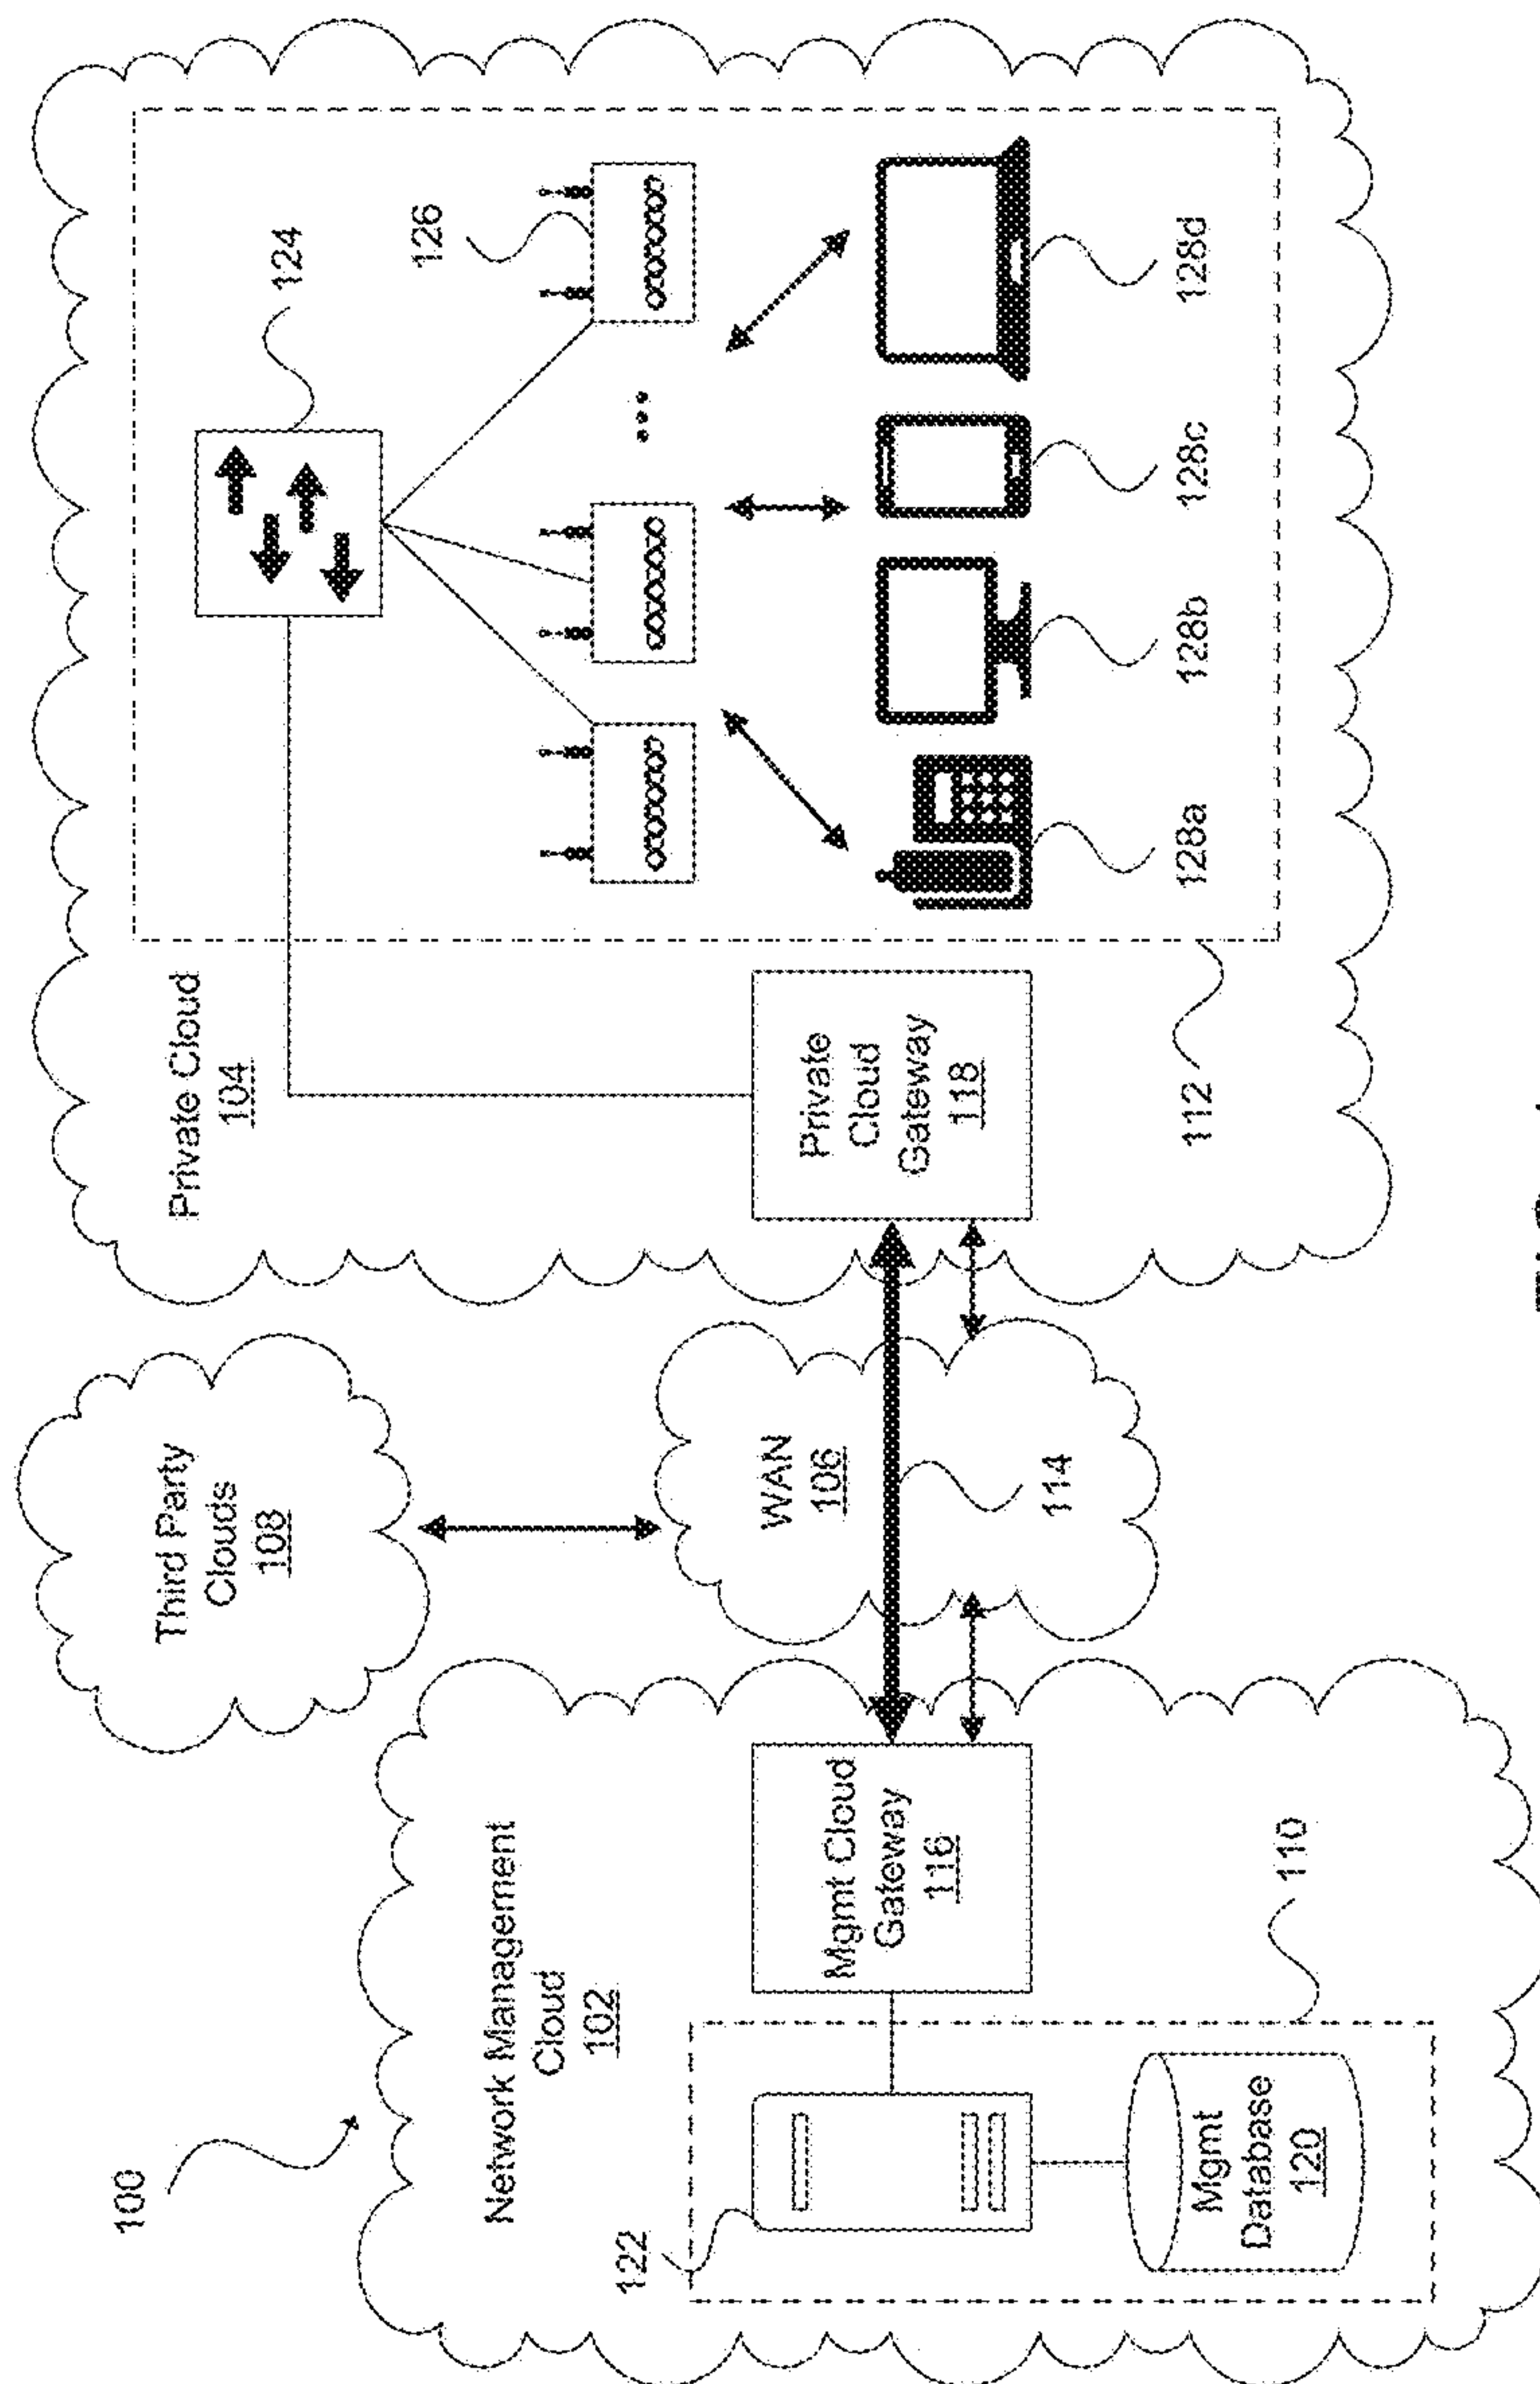 100
Third Party
Clouds
108
Private Cloud
104
124
126
Network Management
Cloud
102
WAN
106
122
Mgmt Cloud
Gateway
116
Private
Cloud
Gateway
118
114
Mgmt
Database
120
110
112
128a
128b
128c
128d